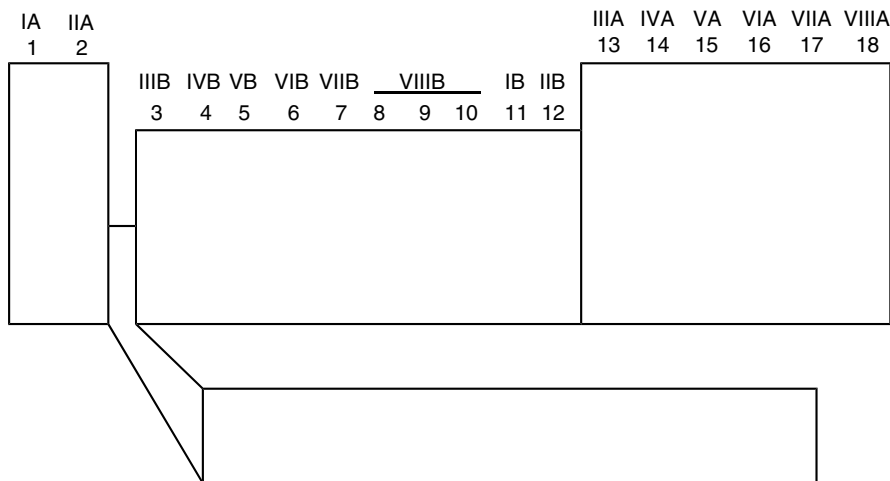 IA IIA
1 2
IIIB IVB VB VIB VIIB VIIIB IB IIB
3 4 5 6 7 8 9 10 11 12
IIIA IVA VA VIA VIIA VIIIA
13 14 15 16 17 18